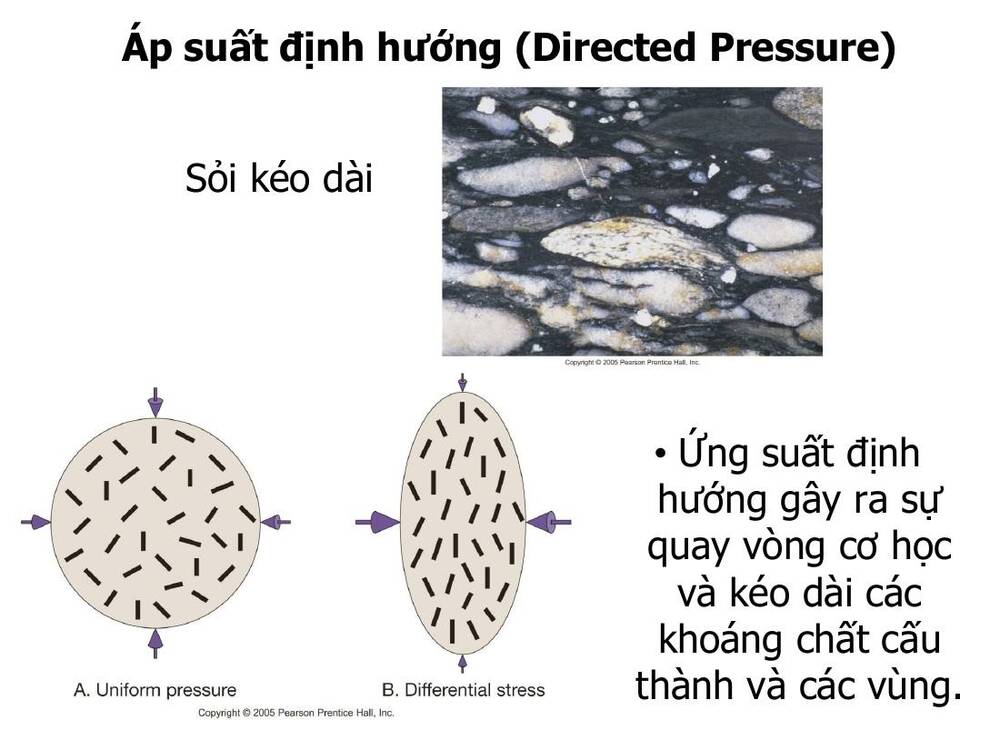 Áp suất định hướng (Directed Pressure)
Sỏi kéo dài
Copyright © 2005 Pearson Prentice Hall, Inc.
• Ứng suất định
hướng gây ra sự
quay vòng cơ học
và kéo dài các
khoáng chất cấu
thành và các vùng.
A. Uniform pressure
B. Differential stress
Copyright © 2005 Pearson Prentice Hall, Inc.